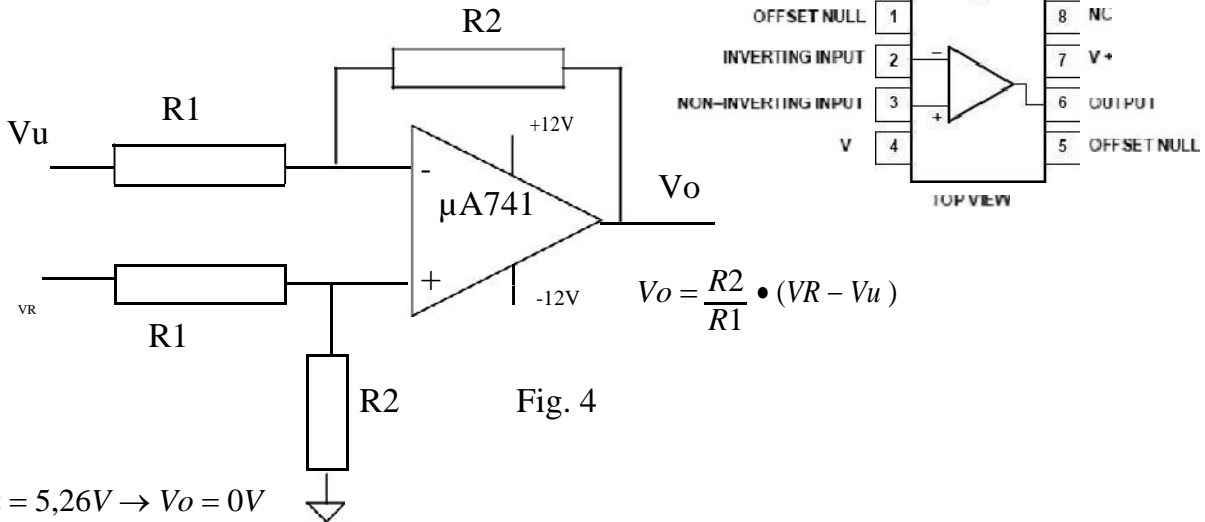 R2
R1
Vu
+12V
-
µA741
Vo
+
-12V
VR
R1
Vo = R2/R1 • (VR – Vu )
R2
Fig. 4
= 5,26V → Vo = 0V
OFFSET NULL 1
8 NC
INVERTING INPUT 2
7 V +
NON–INVERTING INPUT 3
6 OUTPUT
V 4
5 OFFSET NULL
–
+
TOP VIEW